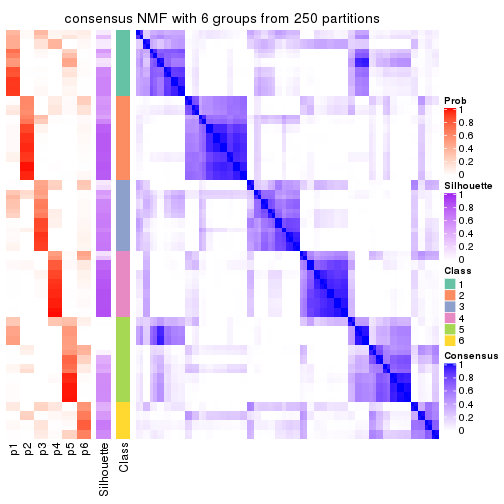 consensus NMF with 6 groups from 250 partitions
Prob
1
0.8
0.6
0.4
0.2
0
Silhouette
1
0.8
0.6
0.4
0.2
0
Class
1
2
3
4
5
6
Consensus
1
0.8
0.6
0.4
0.2
0
p1
p2
p3
p4
p5
p6
Silhouette
Class